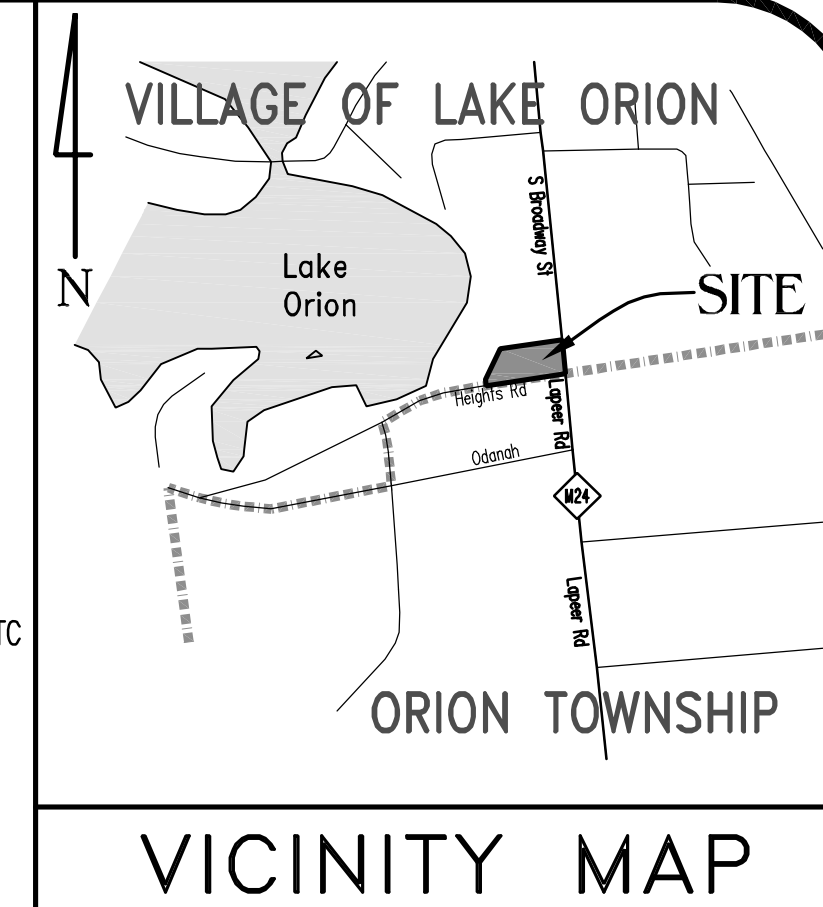 VILLAGE OF LAKE ORION
S Broadway St
N
Lake
Orion
SITE
Heights Rd
Lapeer Rd
Odanah
M24
Lapeer Rd
TC
ORION TOWNSHIP
VICINITY MAP